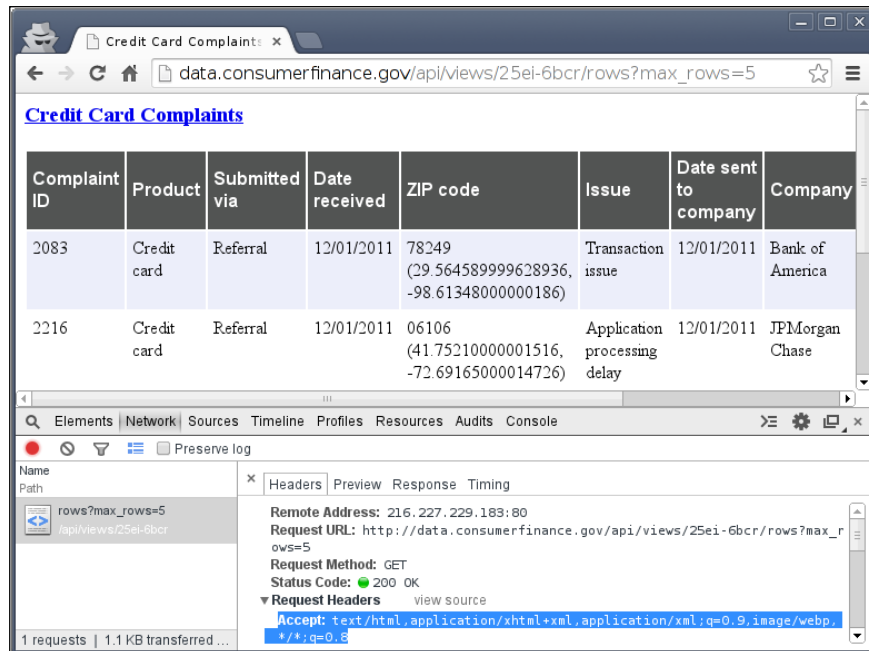 Credit Card Complaints
data.consumerfinance.gov/api/views/25ei-6bcr/rows?max_rows=5
Credit Card Complaints
Complaint ID Product Submitted via Date received ZIP code Issue Date sent to company Company
2083 Credit card Referral 12/01/2011 78249 (29.564589999628936, -98.61348000000186) Transaction issue 12/01/2011 Bank of America
2216 Credit card Referral 12/01/2011 06106 (41.75210000001516, -72.69165000014726) Application processing delay 12/01/2011 JPMorgan Chase
Elements Network Sources Timeline Profiles Resources Audits Console
Preserve log
Name
Path
rows?max_rows=5
/api/views/25ei-6bcr
Headers Preview Response Timing
Remote Address: 216.227.229.183:80
Request URL: http://data.consumerfinance.gov/api/views/25ei-6bcr/rows?max_r
ows=5
Request Method: GET
Status Code: 200 OK
Request Headers view source
Accept: text/html,application/xhtml+xml,application/xml;q=0.9,image/webp,
*/*;q=0.8
1 requests | 1.1 KB transferred ...